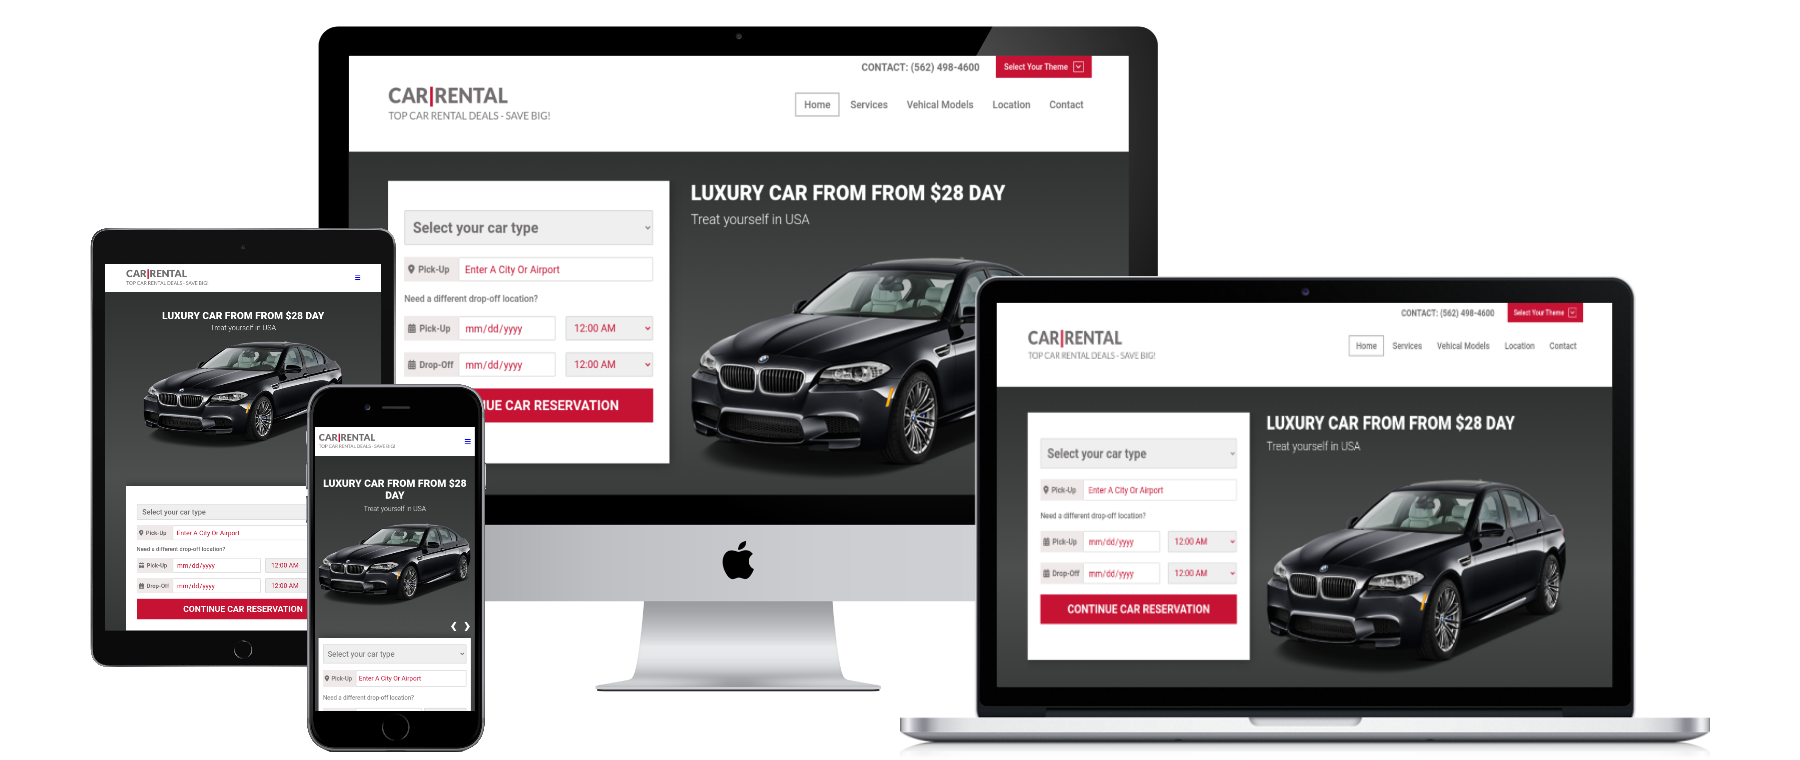 CONTACT: (562) 498-4600
Select Your Theme
CAR|RENTAL
TOP CAR RENTAL DEALS - SAVE BIG!
Home Services Vehical Models Location Contact
LUXURY CAR FROM FROM $28 DAY
Treat yourself in USA
Select your car type
Pick-Up Enter A City Or Airport
Need a different drop-off location?
Pick-Up mm/dd/yyyy 12:00 AM
Drop-Off mm/dd/yyyy 12:00 AM
UE CAR RESERVATION
CAR|RENTAL
TOP CAR RENTAL DEALS - SAVE BIG!
LUXURY CAR FROM FROM $28 DAY
Treat yourself in USA
Select your car type
Pick-Up Enter A City Or Airport
Need a different drop-off location?
Pick-Up mm/dd/yyyy 12:00 AM
Drop-Off mm/dd/yyyy 12:00 AM
CONTINUE CAR RESERVATION
CAR|RENTAL
TOP CAR RENTAL DEALS - SAVE BIG!
LUXURY CAR FROM FROM $28
DAY
Treat yourself in USA
Select your car type
Pick-Up Enter A City Or Airport
Need a different drop-off location?
CONTACT: (562) 498-4600
Select Your Theme
CAR|RENTAL
TOP CAR RENTAL DEALS - SAVE BIG!
Home Services Vehical Models Location Contact
LUXURY CAR FROM FROM $28 DAY
Treat yourself in USA
Select your car type
Pick-Up Enter A City Or Airport
Need a different drop-off location?
Pick-Up mm/dd/yyyy 12:00 AM
Drop-Off mm/dd/yyyy 12:00 AM
CONTINUE CAR RESERVATION